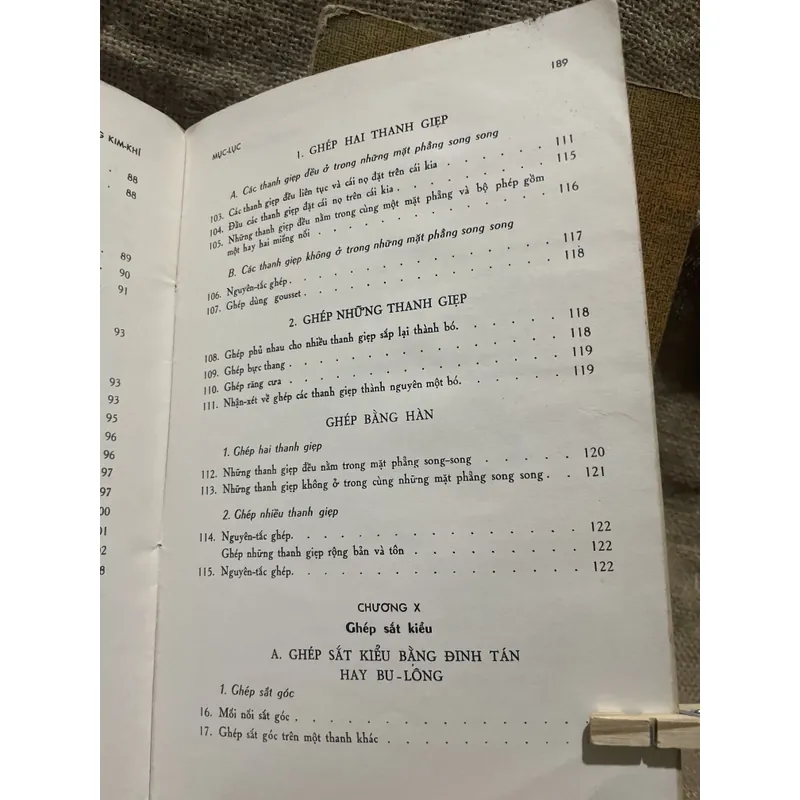 189
MỤC-LỤC
1. GHÉP HAI THANH GIẸP
A. Các thanh giẹp đều ở trong những mặt phẳng song song
103. Các thanh giẹp đều liên tục và cái nọ đặt trên cái kia . . . . . . 111
104. Đầu các thanh giẹp đặt cái nọ trên cái kia . . . . . . . . . 115
105. Những thanh giẹp đều nằm trong cùng một mặt phẳng và bộ phép gồm
một hay hai miếng nối . . . . . . . . . . . . 116
B. Các thanh giẹp không ở trong những mặt phẳng song song
106. Nguyên-tắc ghép . . . . . . . . . . . . . . 117
107. Ghép dùng gousset . . . . . . . . . . . . . . 118
2. GHÉP NHỮNG THANH GIẸP
108. Ghép phủ nhau cho nhiều thanh giẹp sắp lại thành bó. . . . . . . 118
109. Ghép bực thang . . . . . . . . . . . . . . 118
110. Ghép răng cưa . . . . . . . . . . . . . . 119
111. Nhận-xét về ghép các thanh giẹp thành nguyên một bó. . . . . . . 119
GHÉP BẰNG HÀN
1. Ghép hai thanh giẹp
112. Những thanh giẹp đều nằm trong mặt phẳng song-song . . . . . 120
113. Những thanh giẹp không ở trong cùng những mặt phẳng song song . . 121
2. Ghép nhiều thanh giẹp
114. Nguyên-tắc ghép. . . . . . . . . . . . . . 122
Ghép những thanh giẹp rộng bản và tôn . . . . . . . . 122
115. Nguyên-tắc ghép. . . . . . . . . . . . . . 122
CHƯƠNG X
Ghép sắt kiểu
A. GHÉP SẮT KIỂU BẰNG ĐINH TÁN
HAY BU-LÔNG
1. Ghép sắt góc
16. Mối nối sắt góc . . . . . . . . . . . . . .
17. Ghép sắt góc trên một thanh khác . . . . . . . . . .
KIM-KHÍ
88
88
89
90
91
93
93
93
95
96
96
97
97
00
01
02
8